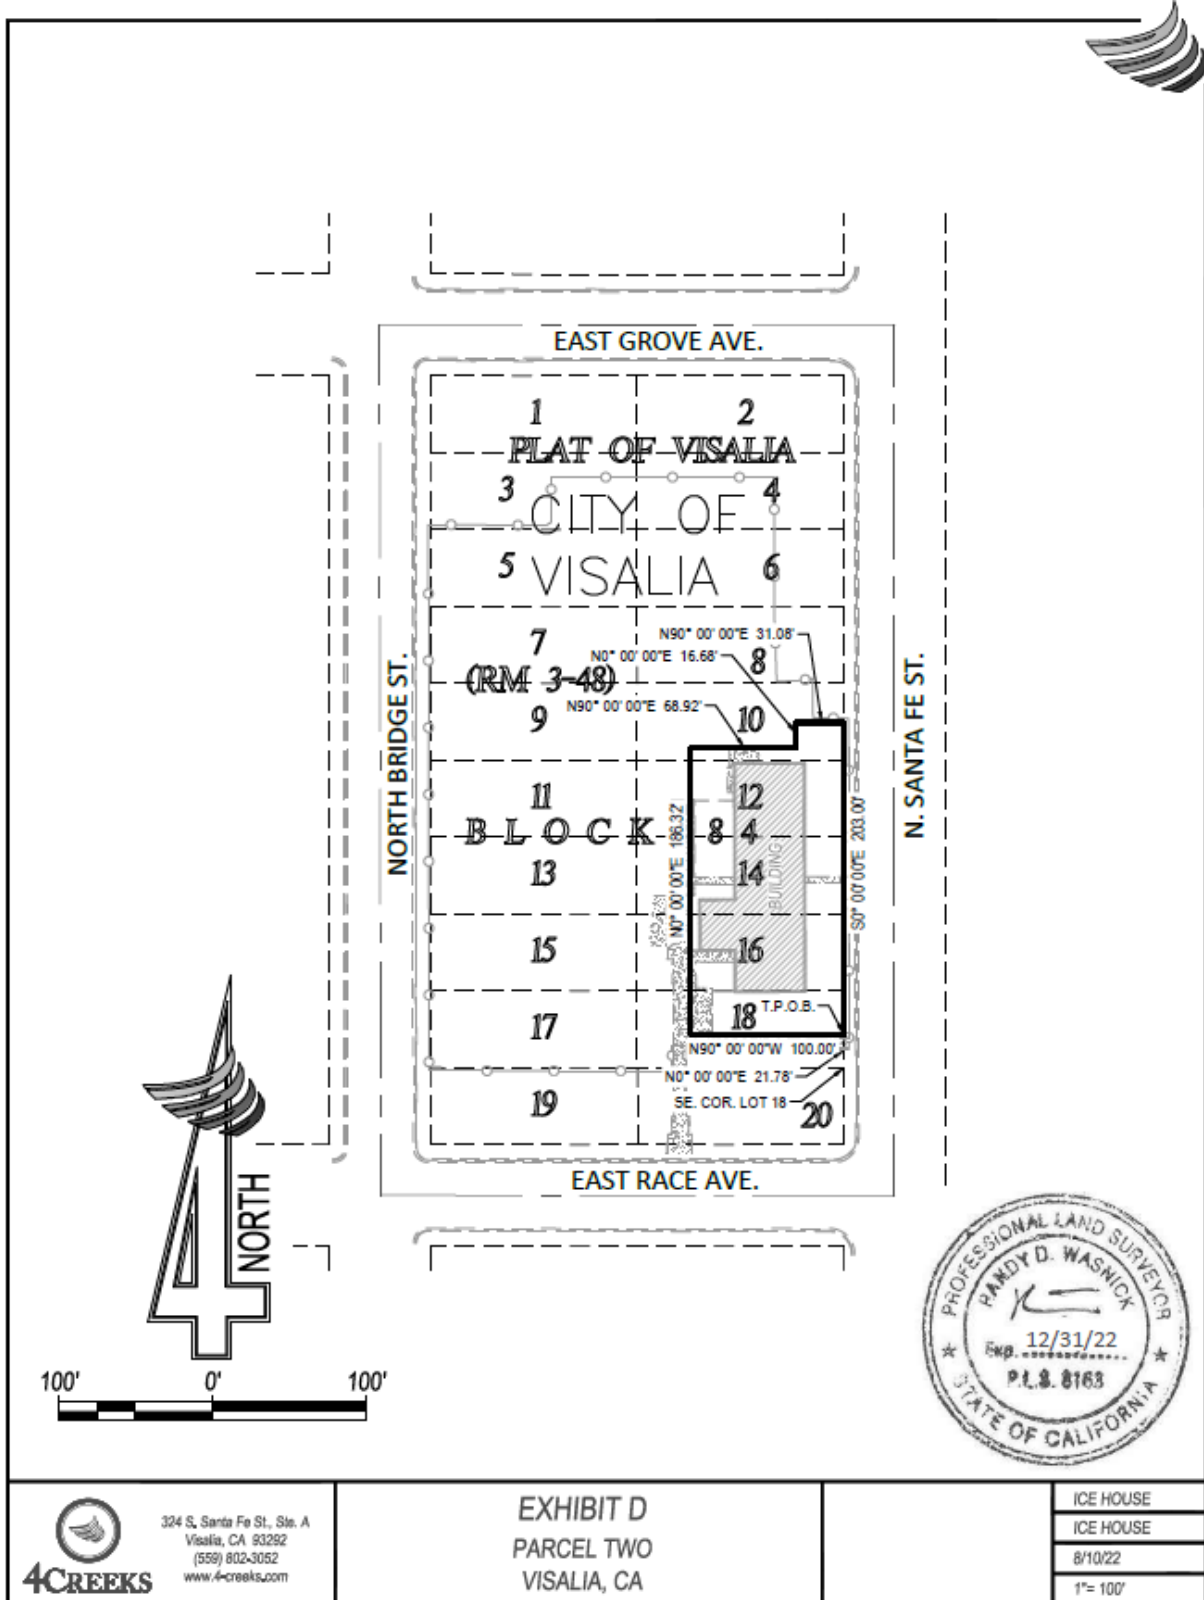 EAST GROVE AVE.
1
2
PLAT OF VISALIA
3
4
CITY OF
5
VISALIA
6
7
N90° 00' 00"E 31.08'
N0° 00' 00"E 16.68'
8
(RM 3-48)
N90° 00' 00"E 68.92'
9
10
NORTH BRIDGE ST.
N. SANTA FE ST.
11
12
BLOCK 84
N0° 00' 00"E 186.32'
S0° 00' 00"E 203.00'
BUILDING
13
14
15
16
17
18
T.P.O.B.
N90° 00' 00"W 100.00'
N0° 00' 00"E 21.78'
SE. COR. LOT 18
19
20
EAST RACE AVE.
NORTH
100'
0'
100'
PROFESSIONAL LAND SURVEYOR
RANDY D. WASNICK
Exp. 12/31/22
P.L.S. 8163
STATE OF CALIFORNIA
4CREEKS
324 S. Santa Fe St., Ste. A
Visalia, CA 93292
(559) 802-3052
www.4-creeks.com
EXHIBIT D
PARCEL TWO
VISALIA, CA
ICE HOUSE
ICE HOUSE
8/10/22
1"= 100'